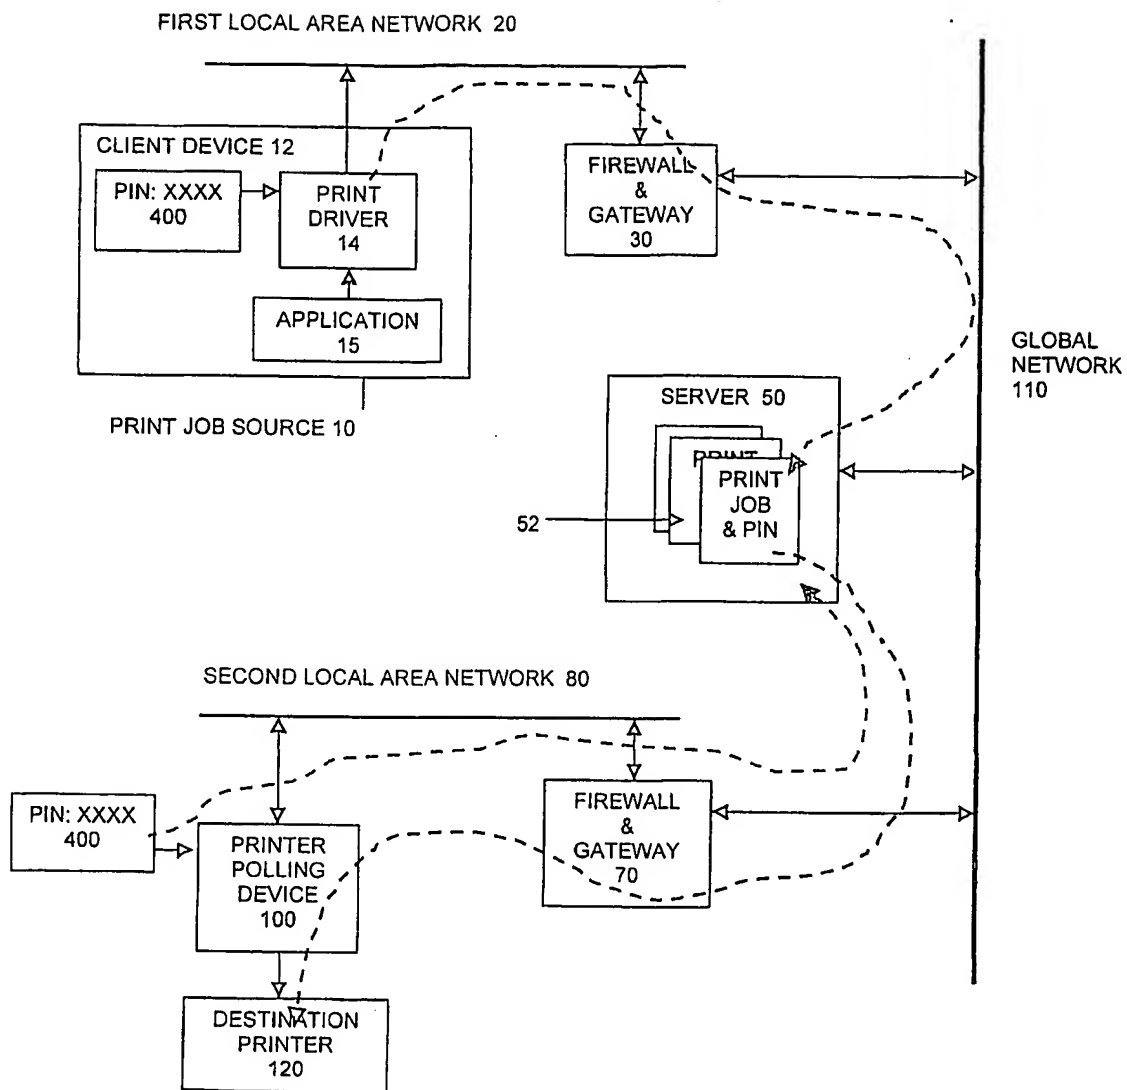 FIRST LOCAL AREA NETWORK 20
CLIENT DEVICE 12
PIN: XXXX
400
PRINT
DRIVER
14
APPLICATION
15
PRINT JOB SOURCE 10
FIREWALL
&
GATEWAY
30
GLOBAL
NETWORK
110
SERVER 50
PRINT
PRINT
JOB
& PIN
52
SECOND LOCAL AREA NETWORK 80
PIN: XXXX
400
PRINTER
POLLING
DEVICE
100
FIREWALL
&
GATEWAY
70
DESTINATION
PRINTER
120